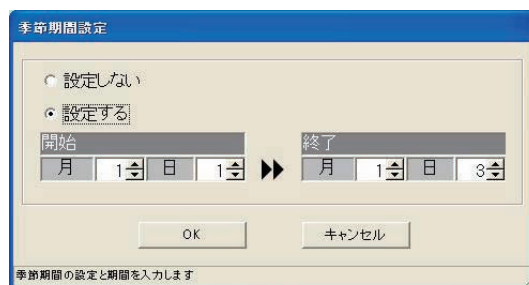 季節期間設定
設定しない
設定する
開始 終了
月 1 日 1 月 1 日 3
OK キャンセル
季節期間の設定と期間を入力します